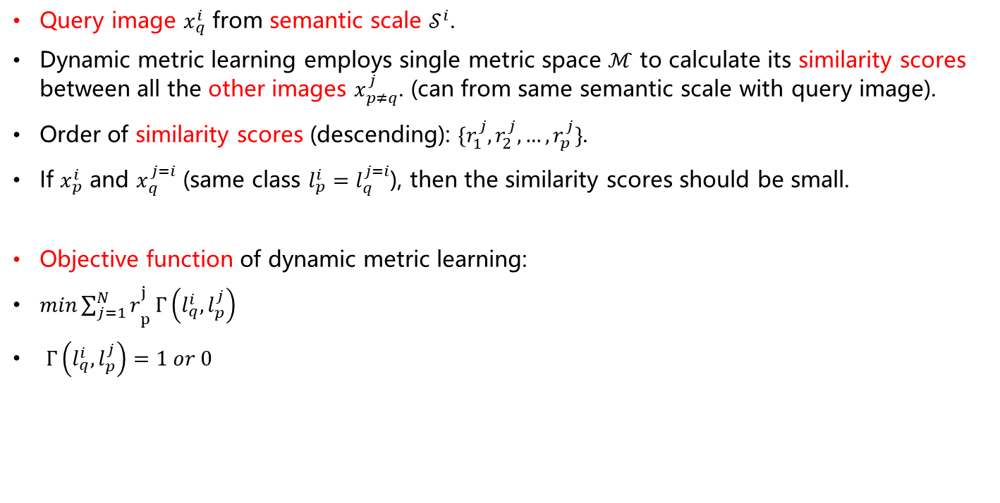 • Query image $x_q^i$ from semantic scale $\mathcal{S}^i$.
• Dynamic metric learning employs single metric space $\mathcal{M}$ to calculate its similarity scores
between all the other images $x_{p \neq q}^j$. (can from same semantic scale with query image).
• Order of similarity scores (descending): $\{r_1^j, r_2^j, \ldots, r_p^j\}$.
• If $x_p^i$ and $x_q^{j=i}$ (same class $l_p^i = l_q^{j=i}$), then the similarity scores should be small.
• Objective function of dynamic metric learning:
• $min \sum_{j=1}^{N} r_{\mathrm{p}}^{\mathrm{j}} \, \Gamma\left(l_q^i, l_p^j\right)$
• $\Gamma\left(l_q^i, l_p^j\right) = 1 \; or \; 0$